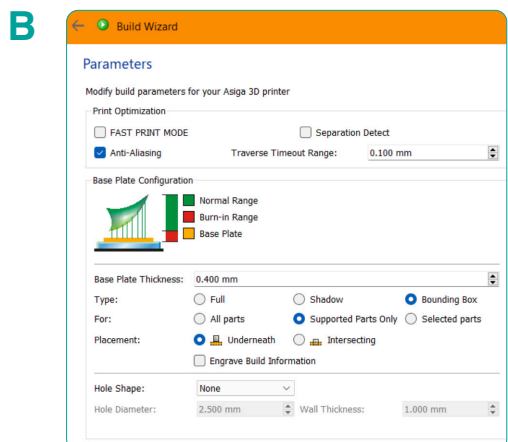 B
Build Wizard
Parameters
Modify build parameters for your Asiga 3D printer
Print Optimization
FAST PRINT MODE Separation Detect
Anti-Aliasing Traverse Timeout Range: 0.100 mm
Base Plate Configuration
Normal Range
Burn-in Range
Base Plate
Base Plate Thickness: 0.400 mm
Type: Full Shadow Bounding Box
For: All parts Supported Parts Only Selected parts
Placement: Underneath Intersecting
Engrave Build Information
Hole Shape: None
Hole Diameter: 2.500 mm Wall Thickness: 1.000 mm